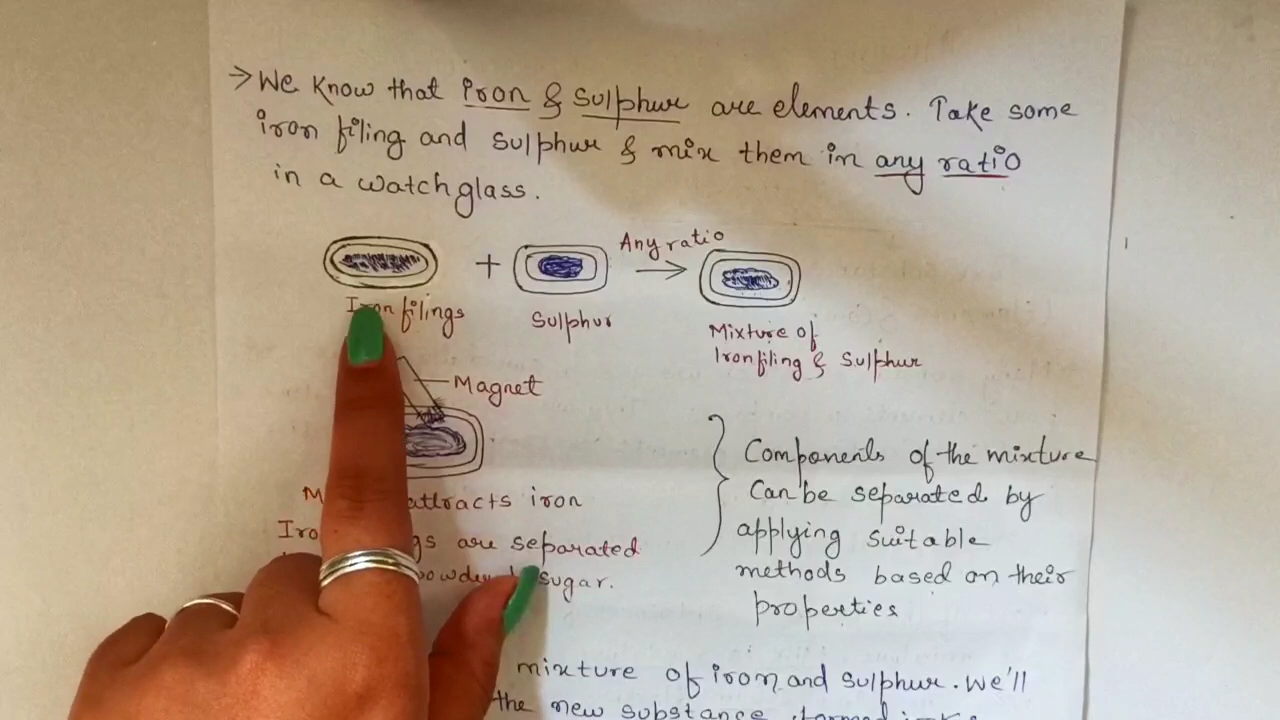 → We know that iron & Sulphur are elements. Take some
iron filing and sulphur & mix them in any ratio
in a watchglass.
+
Any ratio
→
Iron filings
Sulphur
Mixture of
Iron filing & Sulphur
Magnet
attracts iron
are separated
sugar.
Components of the mixture
Can be separated by
applying suitable
methods based on their
properties
mixture of iron and sulphur. We'll
the new substance